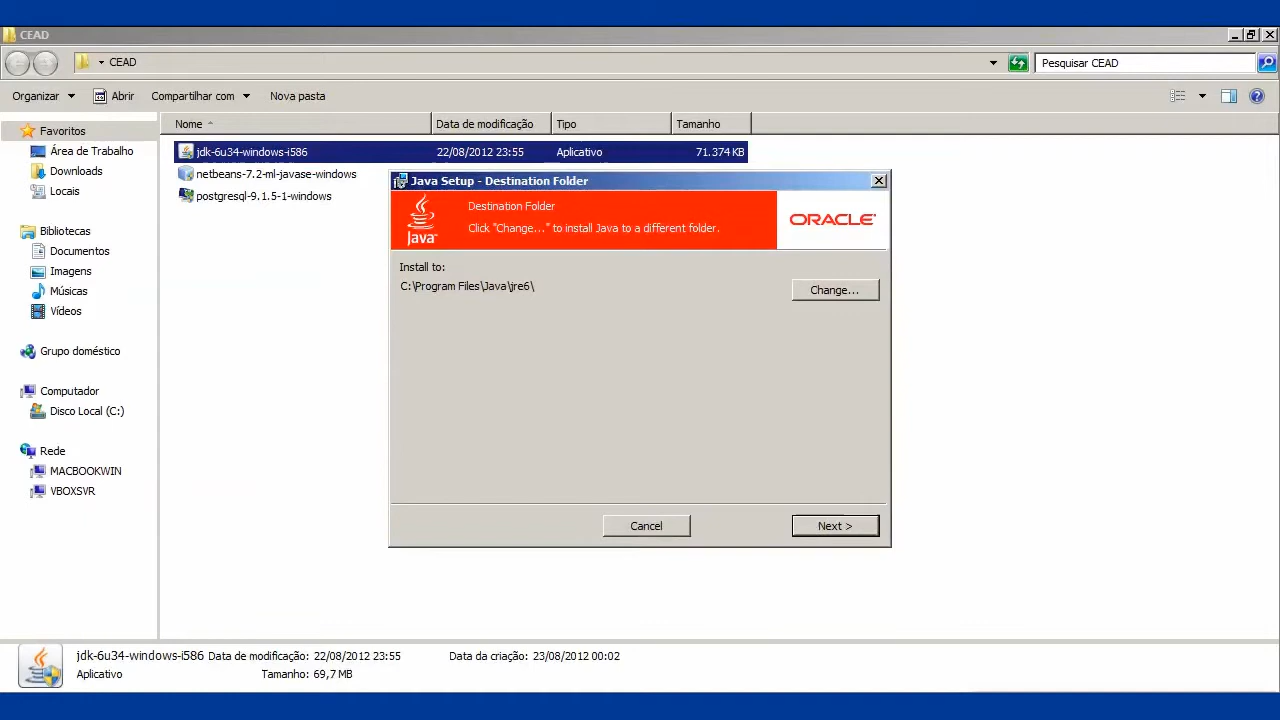 CEAD
CEAD
Pesquisar CEAD
Organizar
Abrir
Compartilhar com
Nova pasta
Nome
Data de modificação
Tipo
Tamanho
Favoritos
Área de Trabalho
Downloads
Locais
Bibliotecas
Documentos
Imagens
Músicas
Vídeos
Grupo doméstico
Computador
Disco Local (C:)
Rede
MACBOOKWIN
VBOXSVR
jdk-6u34-windows-i586 22/08/2012 23:55 Aplicativo 71.374 KB
netbeans-7.2-ml-javase-windows
postgresql-9.1.5-1-windows
Java Setup - Destination Folder
Java
Destination Folder
Click "Change..." to install Java to a different folder.
ORACLE
Install to:
C:\Program Files\Java\jre6\
Change...
Cancel
Next >
jdk-6u34-windows-i586 Data de modificação: 22/08/2012 23:55 Data da criação: 23/08/2012 00:02
Aplicativo Tamanho: 69,7 MB